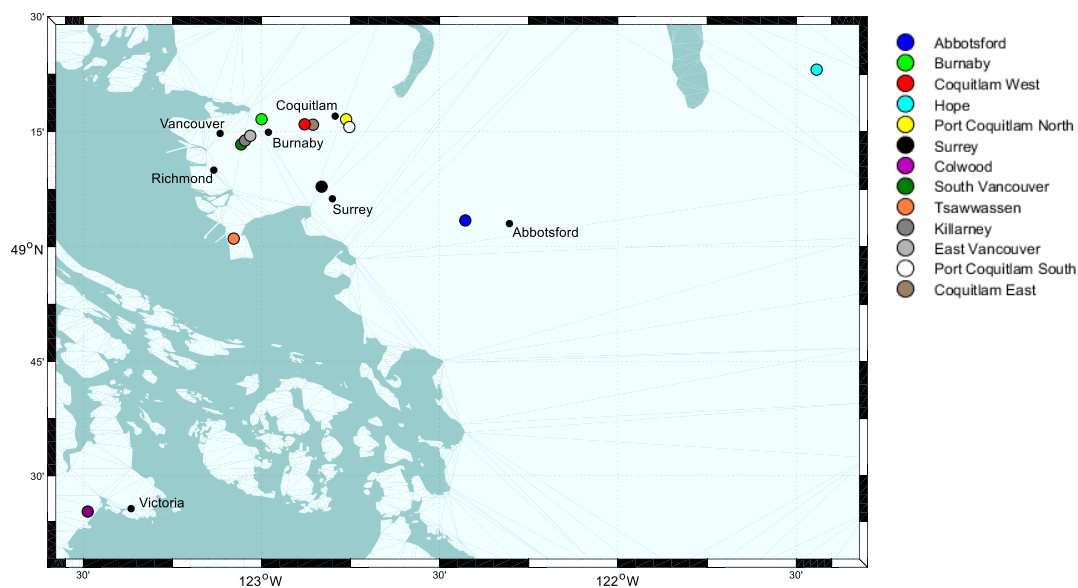 30'
Abbotsford
Burnaby
Coquitlam West
Hope
Port Coquitlam North
Surrey
Colwood
South Vancouver
Tsawwassen
Killarney
East Vancouver
Port Coquitlam South
Coquitlam East
Coquitlam
Vancouver
15'
Burnaby
Richmond
Surrey
Abbotsford
49°N
45'
30'
Victoria
30'
123°W
30'
122°W
30'